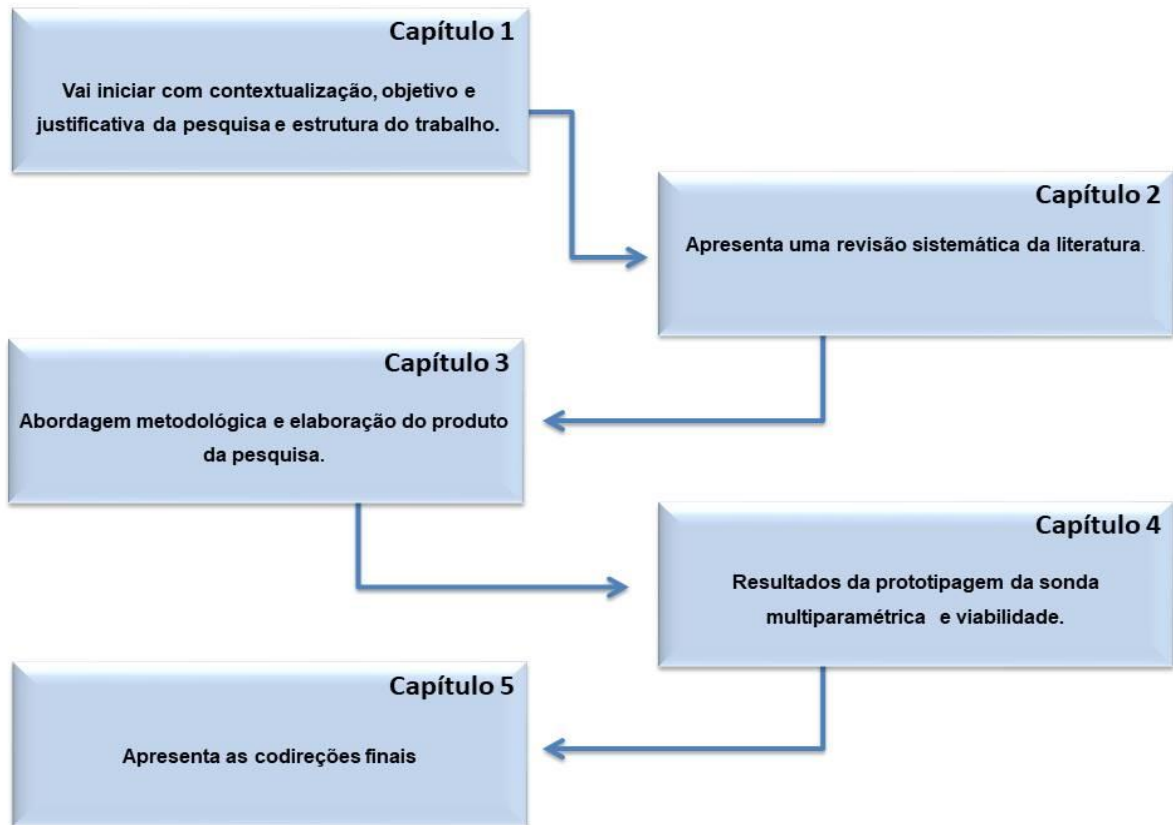 Capítulo 1
Vai iniciar com contextualização, objetivo e
justificativa da pesquisa e estrutura do trabalho.
Capítulo 2
Apresenta uma revisão sistemática da literatura.
Capítulo 3
Abordagem metodológica e elaboração do produto
da pesquisa.
Capítulo 4
Resultados da prototipagem da sonda
multiparamétrica e viabilidade.
Capítulo 5
Apresenta as codireções finais